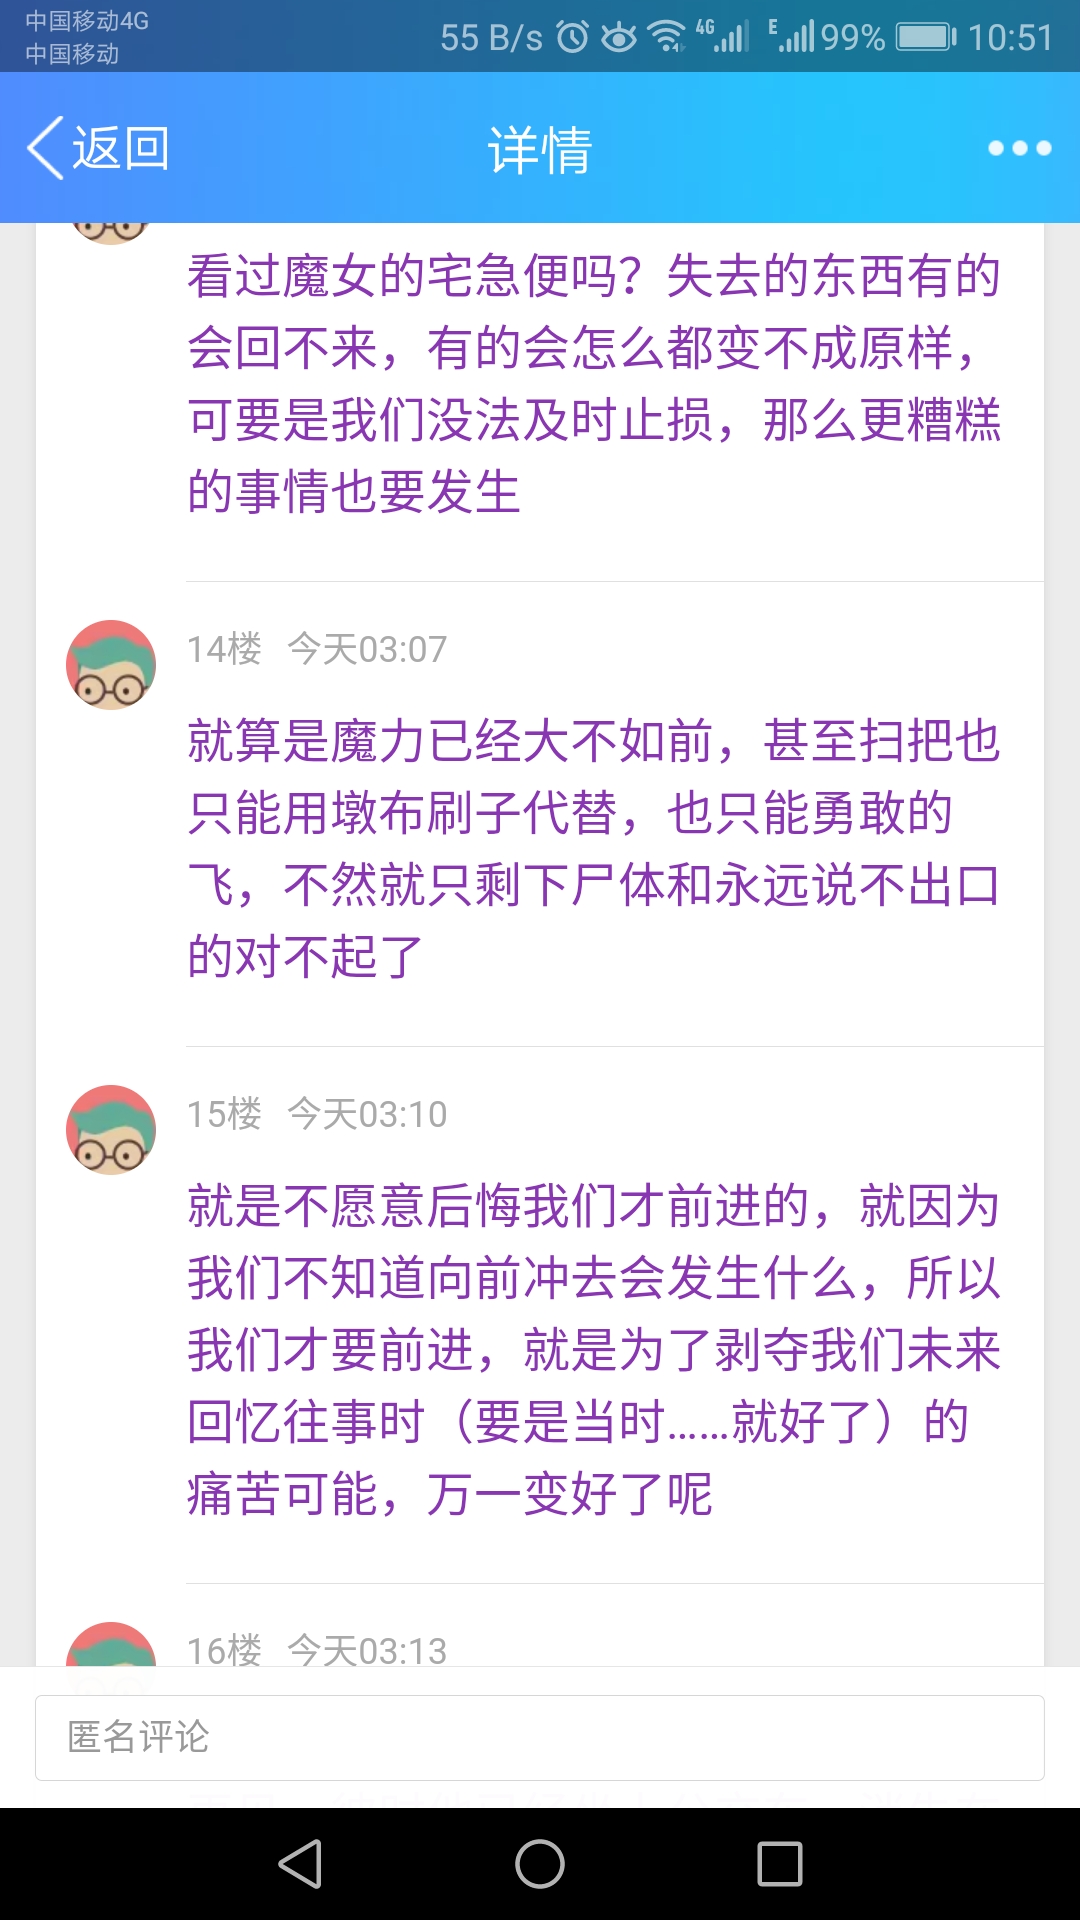 中国移动4G
中国移动
55 B/s
4G
E
99%
10:51
返回
详情
看过魔女的宅急便吗？失去的东西有的
会回不来，有的会怎么都变不成原样，
可要是我们没法及时止损，那么更糟糕
的事情也要发生
14楼 今天03:07
就算是魔力已经大不如前，甚至扫把也
只能用墩布刷子代替，也只能勇敢的
飞，不然就只剩下尸体和永远说不出口
的对不起了
15楼 今天03:10
就是不愿意后悔我们才前进的，就因为
我们不知道向前冲去会发生什么，所以
我们才要前进，就是为了剥夺我们未来
回忆往事时（要是当时……就好了）的
痛苦可能，万一变好了呢
16楼 今天03:13
匿名评论